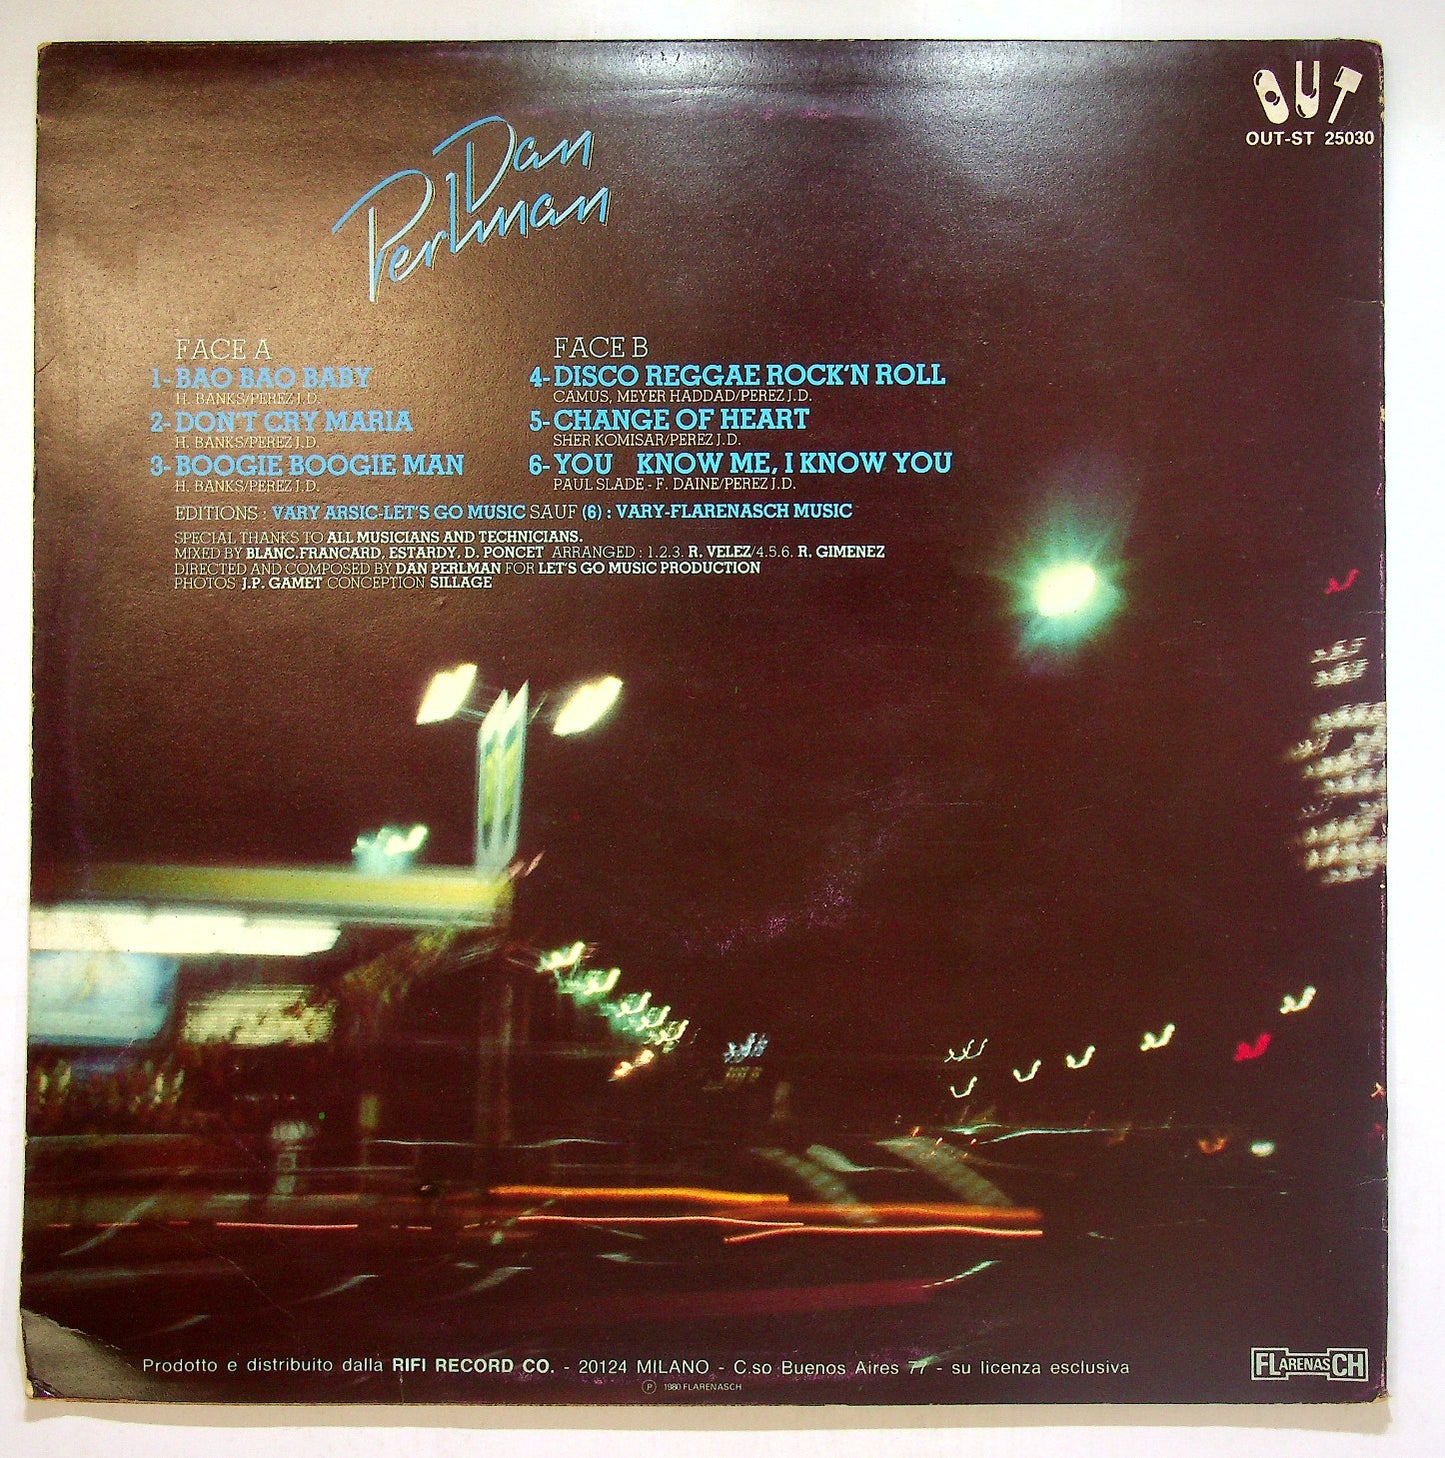 OUT
OUT-ST 25030
Dan
Perlman
FACE A
1-BAO BAO BABY
H. BANKS/PEREZ J.D.
2-DON'T CRY MARIA
H. BANKS/PEREZ J.D.
3-BOOGIE BOOGIE MAN
H. BANKS/PEREZ J.D.
FACE B
4-DISCO REGGAE ROCK'N ROLL
CAMUS, MEYER HADDAD/PEREZ J.D.
5-CHANGE OF HEART
SHER KOMISAR/PEREZ J.D.
6-YOU KNOW ME, I KNOW YOU
PAUL SLADE - F. DAINE/PEREZ J.D.
EDITIONS : VARY ARSIC-LET'S GO MUSIC SAUF (6) : VARY-FLARENASCH MUSIC
SPECIAL THANKS TO ALL MUSICIANS AND TECHNICIANS.
MIXED BY BLANC.FRANCARD, ESTARDY, D. PONCET ARRANGED : 1.2.3. R. VELEZ/4.5.6. R. GIMENEZ
DIRECTED AND COMPOSED BY DAN PERLMAN FOR LET'S GO MUSIC PRODUCTION
PHOTOS J.P. GAMET CONCEPTION SILLAGE
Prodotto e distribuito dalla RIFI RECORD CO. - 20124 MILANO - C.so Buenos Aires 77 - su licenza esclusiva
FLARENASCH
Ⓟ 1980 FLARENASCH